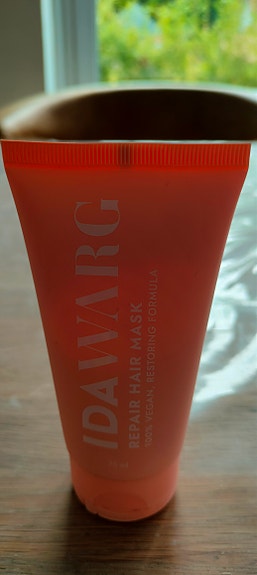 IDA WARG
REPAIR HAIR MASK
100% VEGAN, RESTORING FORMULA